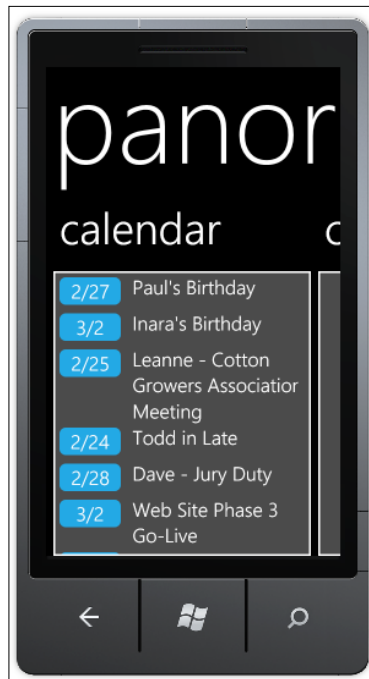 panor
calendar
c
2/27 Paul's Birthday
3/2 Inara's Birthday
2/25 Leanne - Cotton
Growers Association
Meeting
2/24 Todd in Late
2/28 Dave - Jury Duty
3/2 Web Site Phase 3
Go-Live